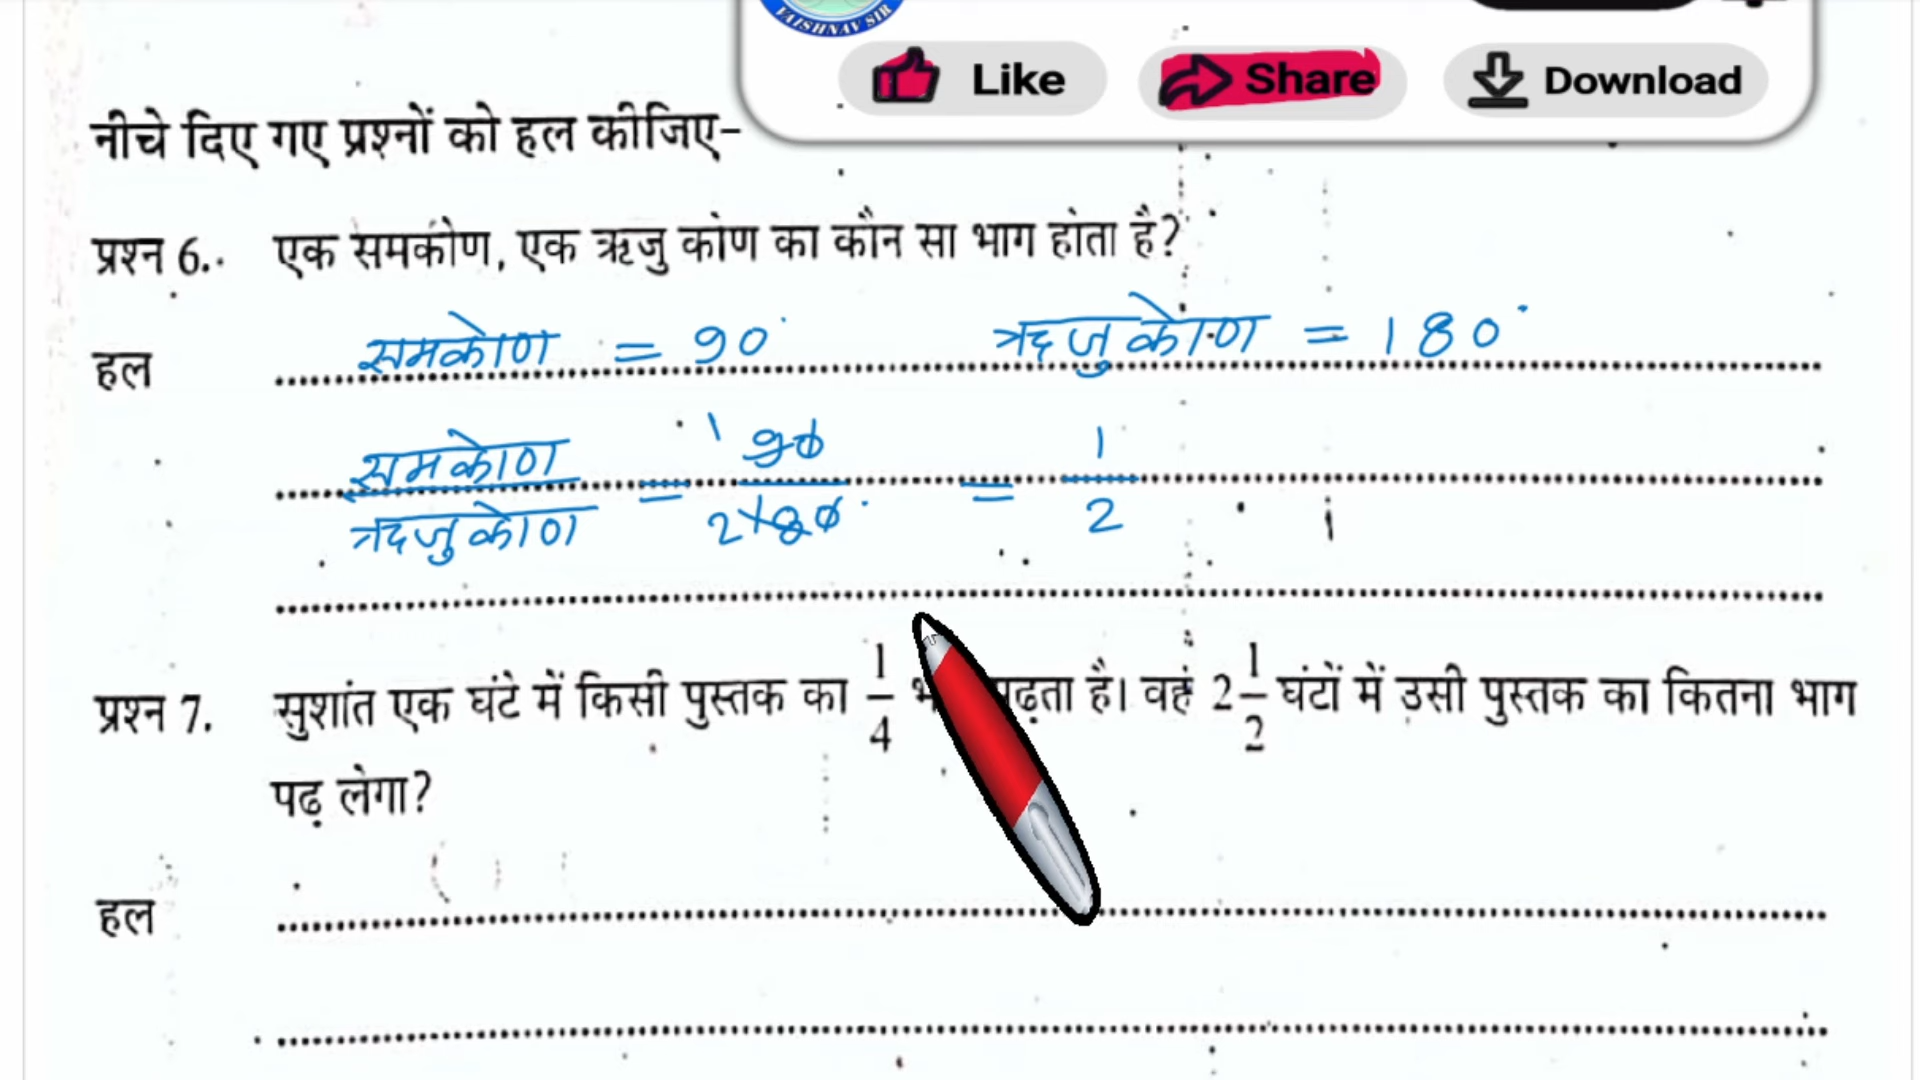 VAISHNAV SIR
Like Share Download
नीचे दिए गए प्रश्नों को हल कीजिए-
प्रश्न 6. एक समकोण, एक ऋजु कोण का कौन सा भाग होता है?
हल समकोण = 90° ऋजुकोण = 180°
समकोण/ऋजुकोण = 90/180 = 1/2
प्रश्न 7. सुशांत एक घंटे में किसी पुस्तक का 1/4 पढ़ता है। वह 2 1/2 घंटों में उसी पुस्तक का कितना भाग
पढ़ लेगा?
हल